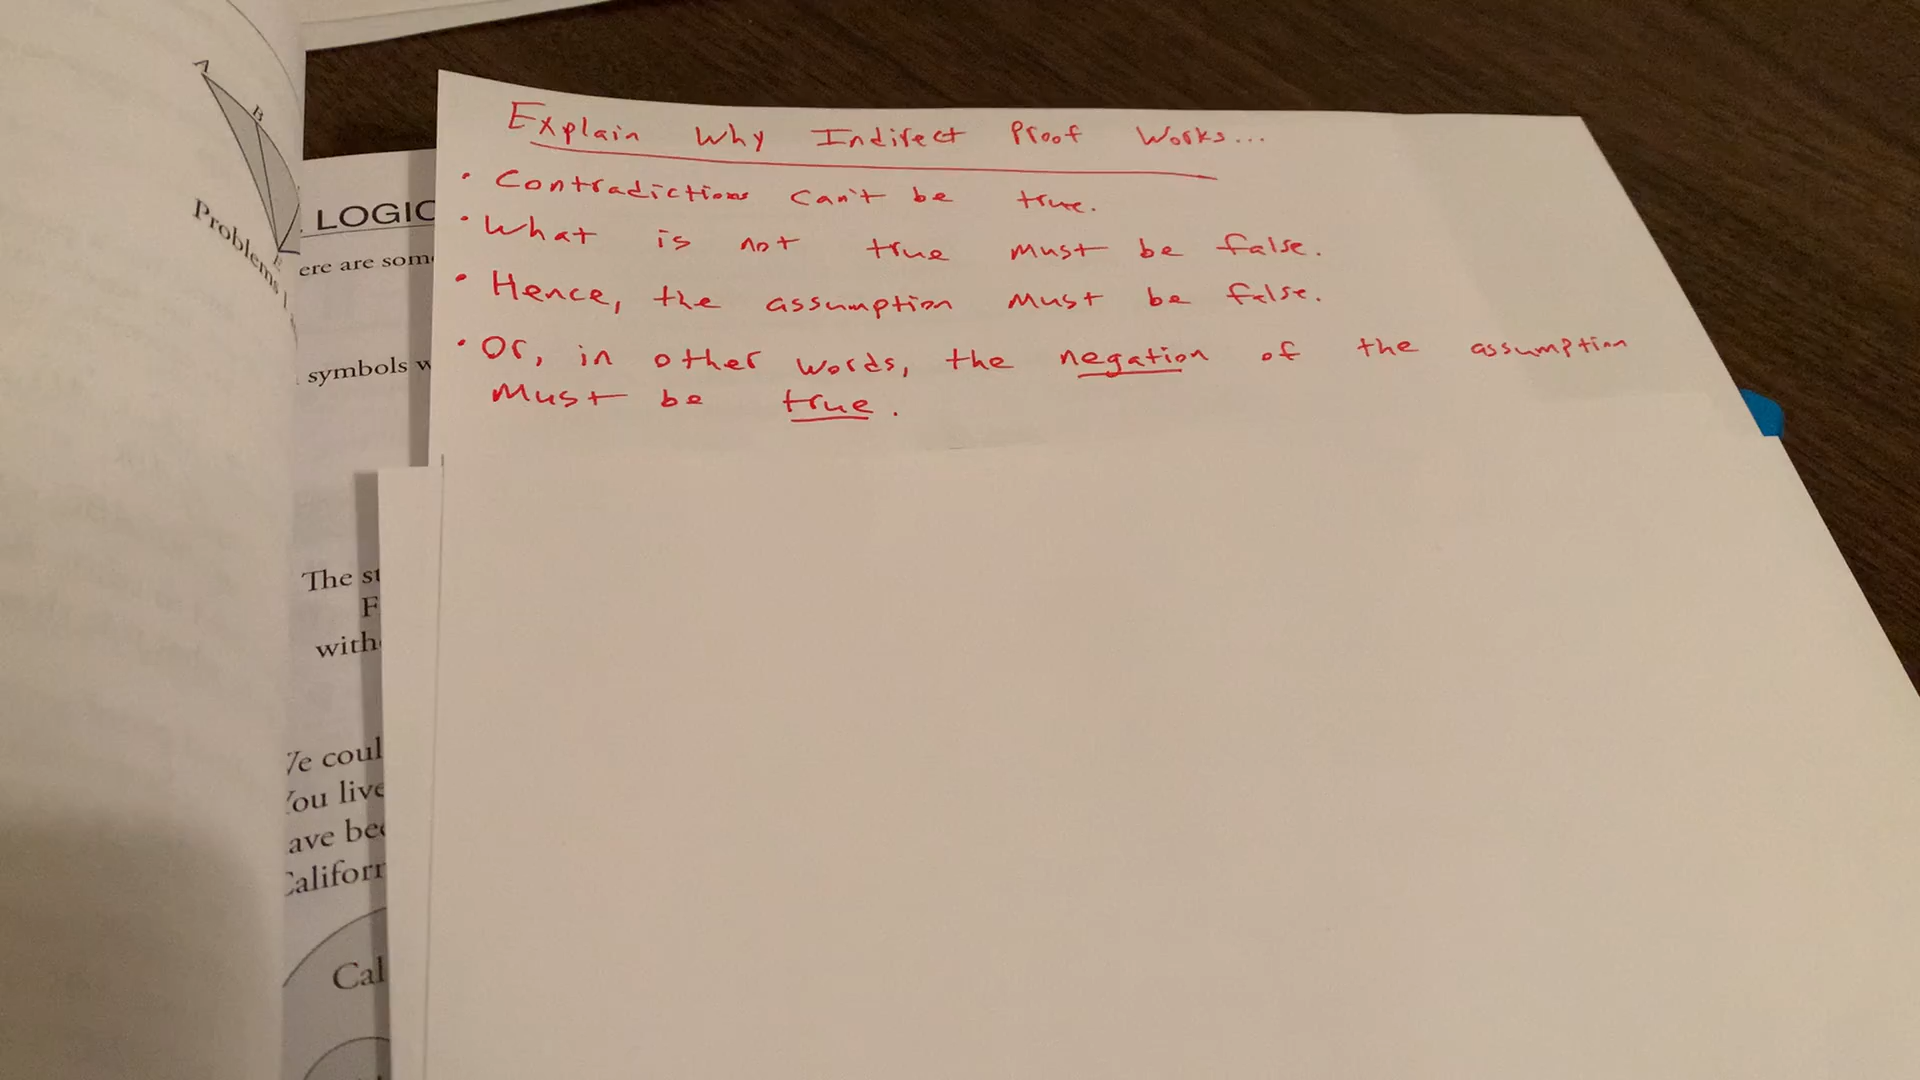 Explain Why Indirect Proof Works...
• Contradictions can't be true.
• What is not true must be false.
• Hence, the assumption must be false.
• Or, in other words, the negation of the assumption
must be true.
A
B
E
Problems
LOGIC
ere are som
symbols w
The st
F
with
We coul
You live
ave bee
Californ
Cal